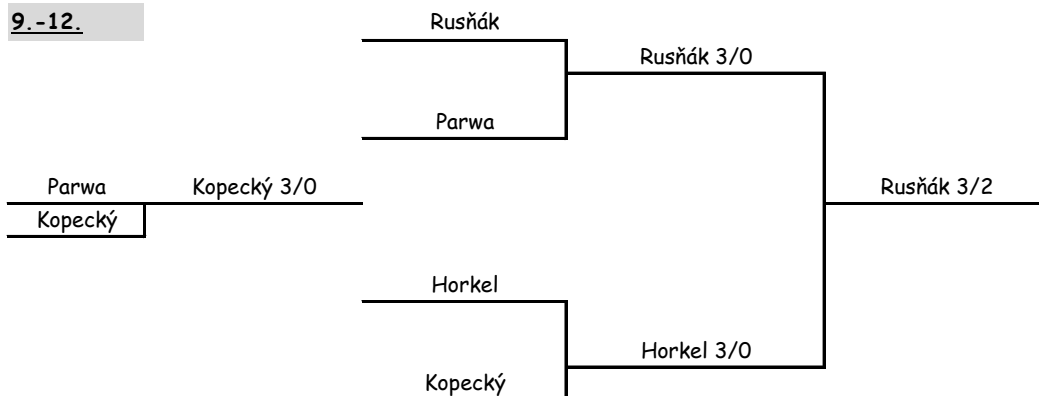 9.-12.
Rusňák
Rusňák 3/0
Parwa
Parwa
Kopecký 3/0
Rusňák 3/2
Kopecký
Horkel
Horkel 3/0
Kopecký